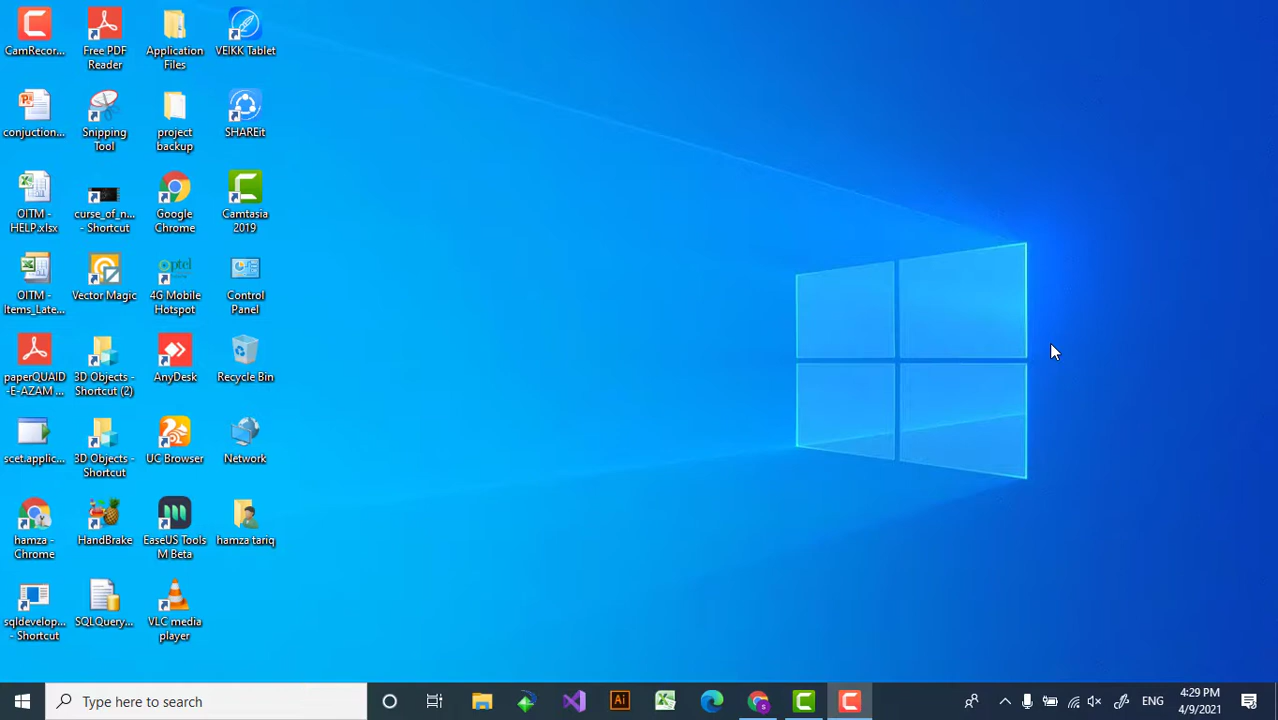 CamRecor...
Free PDF
Reader
Application
Files
VEIKK Tablet
conjuction...
Snipping
Tool
project
backup
SHAREit
OITM -
HELP.xlsx
curse_of_n...
- Shortcut
Google
Chrome
Camtasia
2019
OITM -
Items_Late...
Vector Magic
ptel
4G Mobile
Hotspot
Control
Panel
paperQUAID
-E-AZAM ...
3D Objects -
Shortcut (2)
AnyDesk
Recycle Bin
scet.applic...
3D Objects -
Shortcut
UC Browser
Network
hamza -
Chrome
HandBrake
EaseUS Tools
M Beta
hamza tariq
sqldevelop...
- Shortcut
SQLQuery...
VLC media
player
Type here to search
Ai
S
ENG
4:29 PM
4/9/2021